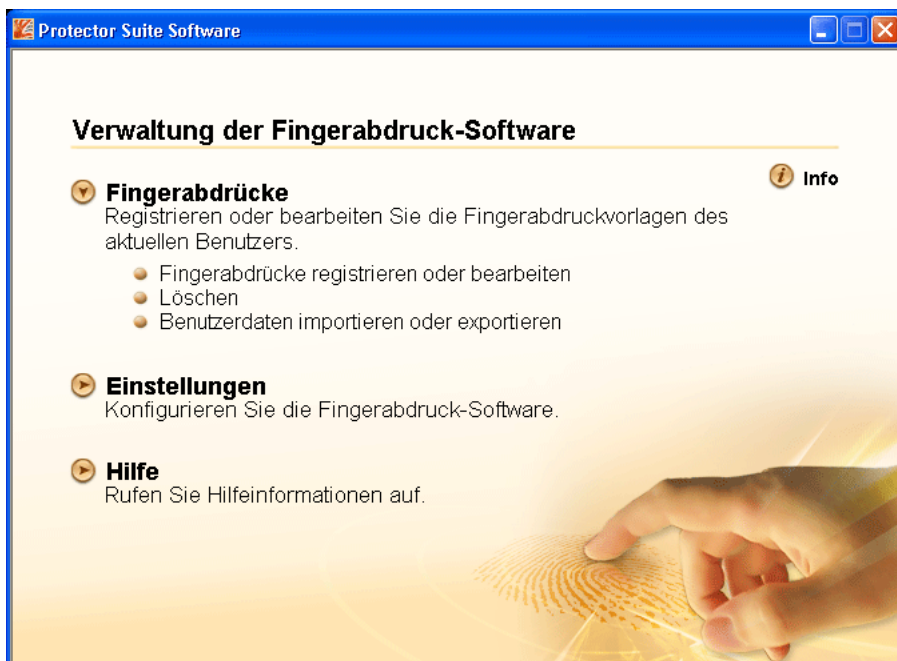 Protector Suite Software
Verwaltung der Fingerabdruck-Software
Info
Fingerabdrücke
Registrieren oder bearbeiten Sie die Fingerabdruckvorlagen des
aktuellen Benutzers.
Fingerabdrücke registrieren oder bearbeiten
Löschen
Benutzerdaten importieren oder exportieren
Einstellungen
Konfigurieren Sie die Fingerabdruck-Software.
Hilfe
Rufen Sie Hilfeinformationen auf.